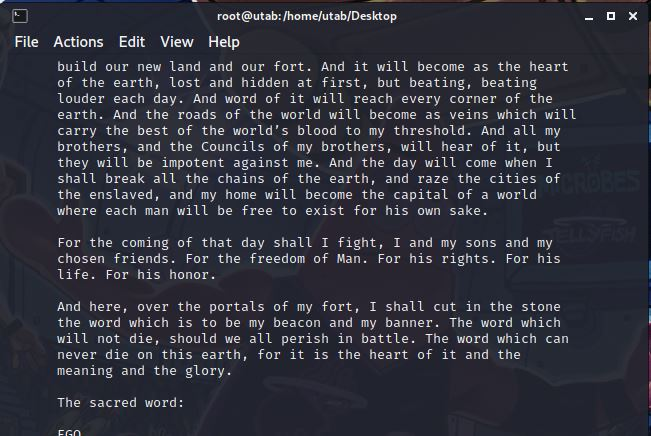 root@utab:/home/utab/Desktop
File Actions Edit View Help
build our new land and our fort. And it will become as the heart
of the earth, lost and hidden at first, but beating, beating
louder each day. And word of it will reach every corner of the
earth. And the roads of the world will become as veins which will
carry the best of the world’s blood to my threshold. And all my
brothers, and the Councils of my brothers, will hear of it, but
they will be impotent against me. And the day will come when I
shall break all the chains of the earth, and raze the cities of
the enslaved, and my home will become the capital of a world
where each man will be free to exist for his own sake.
For the coming of that day shall I fight, I and my sons and my
chosen friends. For the freedom of Man. For his rights. For his
life. For his honor.
And here, over the portals of my fort, I shall cut in the stone
the word which is to be my beacon and my banner. The word which
will not die, should we all perish in battle. The word which can
never die on this earth, for it is the heart of it and the
meaning and the glory.
The sacred word:
EGO
MICROBES
JELLYFISH